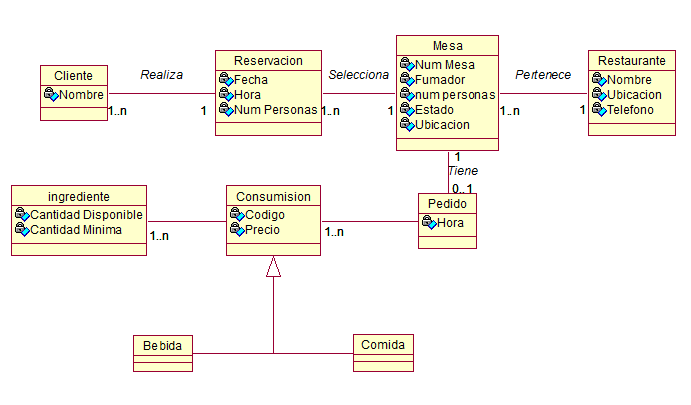 Cliente
Nombre
Realiza
1..n
1
Reservacion
Fecha
Hora
Num Personas
Selecciona
1..n
1
Mesa
Num Mesa
Fumador
num personas
Estado
Ubicacion
Pertenece
1..n
1
Restaurante
Nombre
Ubicacion
Telefono
1
Tiene
0..1
ingrediente
Cantidad Disponible
Cantidad Minima
1..n
Consumision
Codigo
Precio
1..n
Pedido
Hora
Bebida
Comida